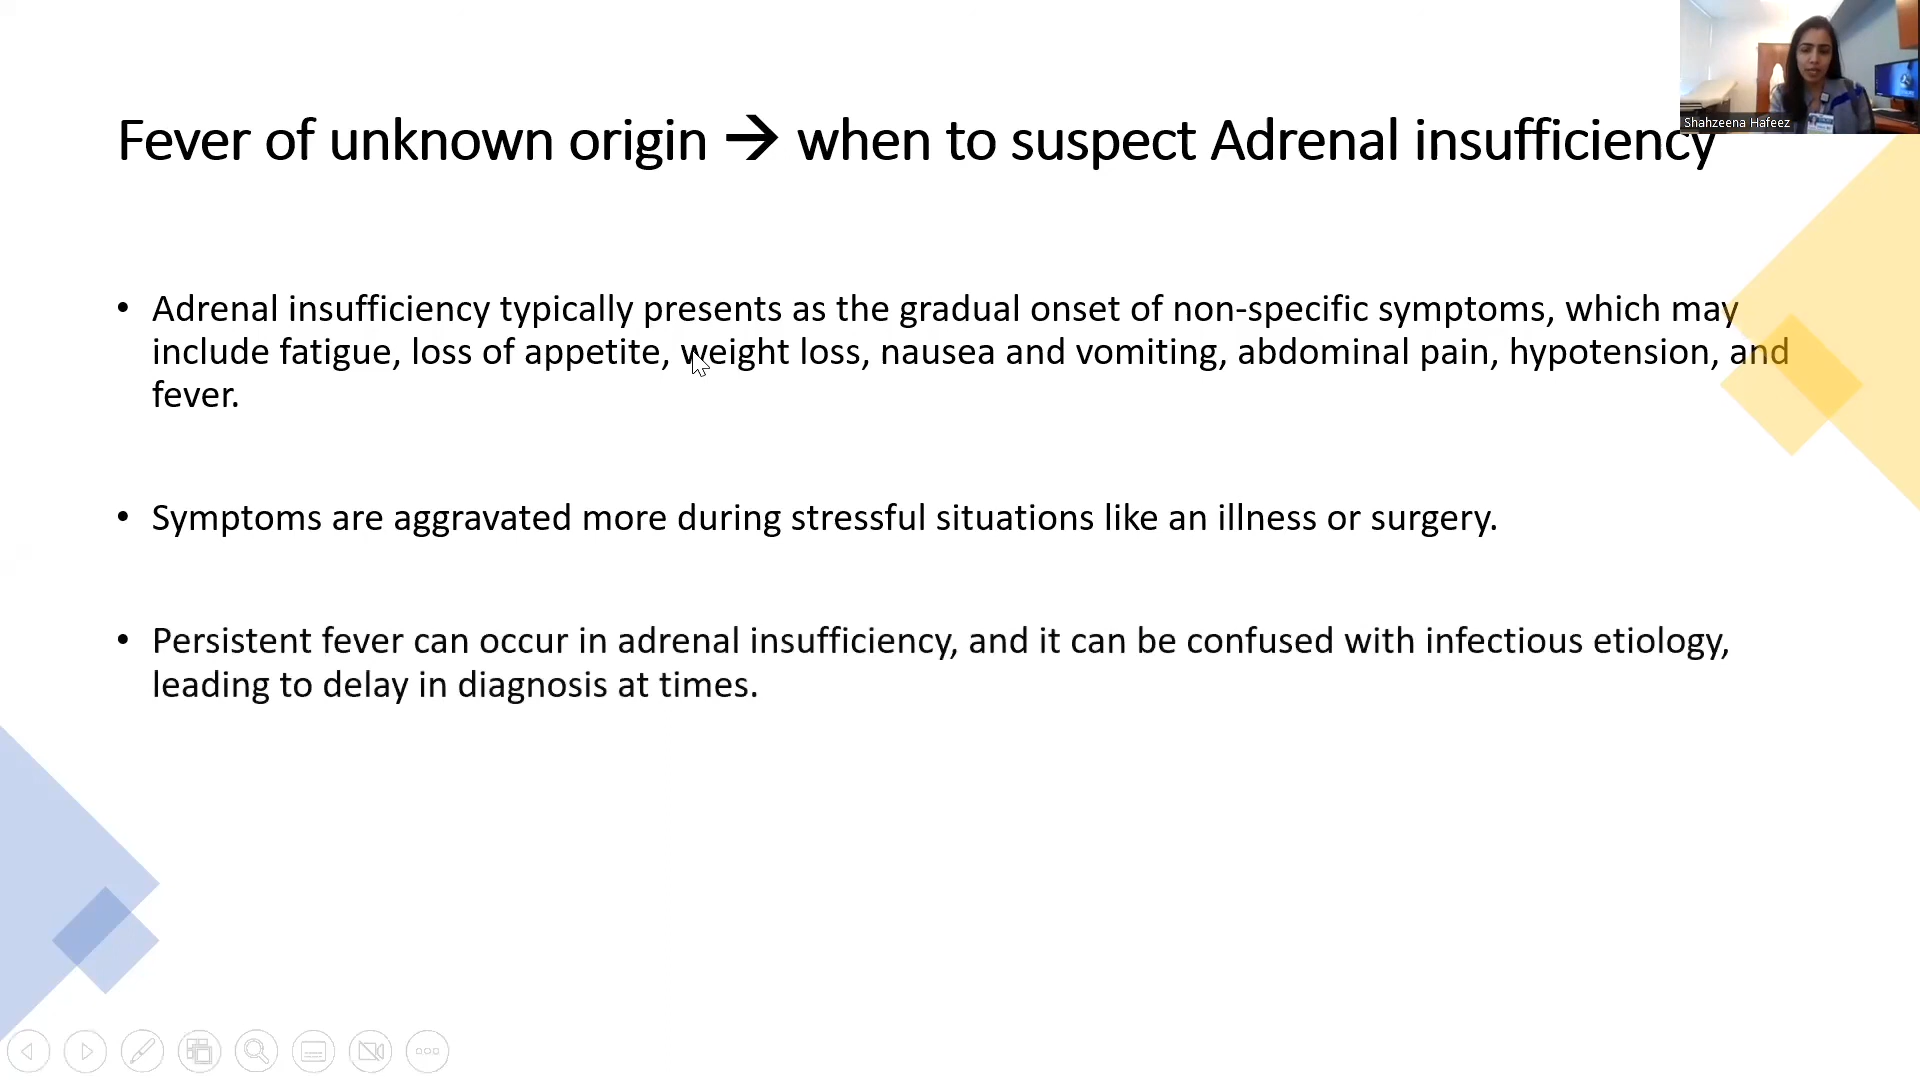 Shahzeena Hafeez
Fever of unknown origin → when to suspect Adrenal insufficiency
• Adrenal insufficiency typically presents as the gradual onset of non-specific symptoms, which may
include fatigue, loss of appetite, weight loss, nausea and vomiting, abdominal pain, hypotension, and
fever.
• Symptoms are aggravated more during stressful situations like an illness or surgery.
• Persistent fever can occur in adrenal insufficiency, and it can be confused with infectious etiology,
leading to delay in diagnosis at times.